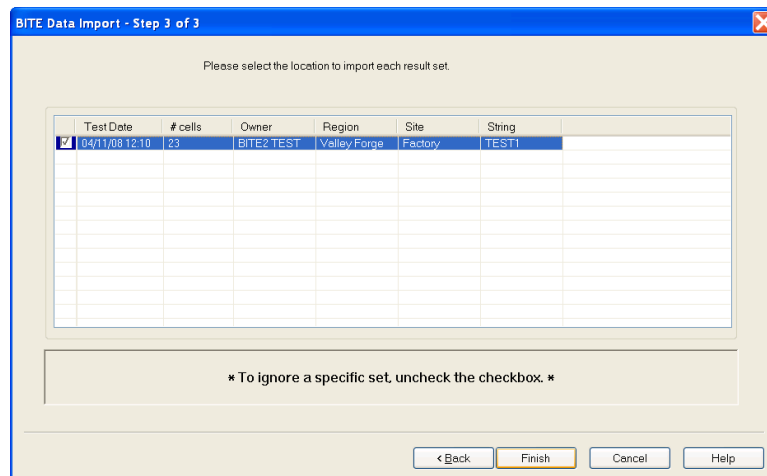 BITE Data Import - Step 3 of 3
Please select the location to import each result set.
Test Date # cells Owner Region Site String
04/11/08 12:10 23 BITE2 TEST Valley Forge Factory TEST1
* To ignore a specific set, uncheck the checkbox. *
< Back Finish Cancel Help